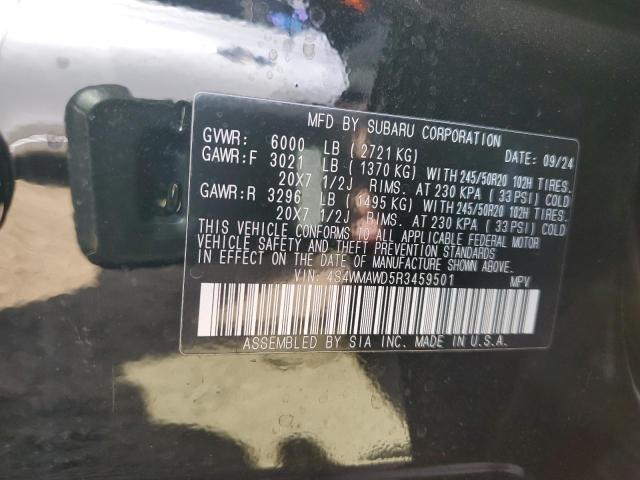 MFD BY SUBARU CORPORATION
GVWR: 6000 LB ( 2721 KG) DATE: 09/24
GAWR:F 3021 LB ( 1370 KG) WITH 245/50R20 102H TIRES.
20X7 1/2J RIMS. AT 230 KPA ( 33 PSI) COLD
GAWR:R 3296 LB ( 1495 KG) WITH 245/50R20 102H TIRES.
20X7 1/2J RIMS. AT 230 KPA ( 33 PSI) COLD
THIS VEHICLE CONFORMS TO ALL APPLICABLE FEDERAL MOTOR
VEHICLE SAFETY AND THEFT PREVENTION STANDARDS
IN EFFECT ON THE DATE OF MANUFACTURE SHOWN ABOVE.
VIN: 4S4WMAWD5R3459501 MPV
ASSEMBLED BY SIA INC. MADE IN U.S.A.